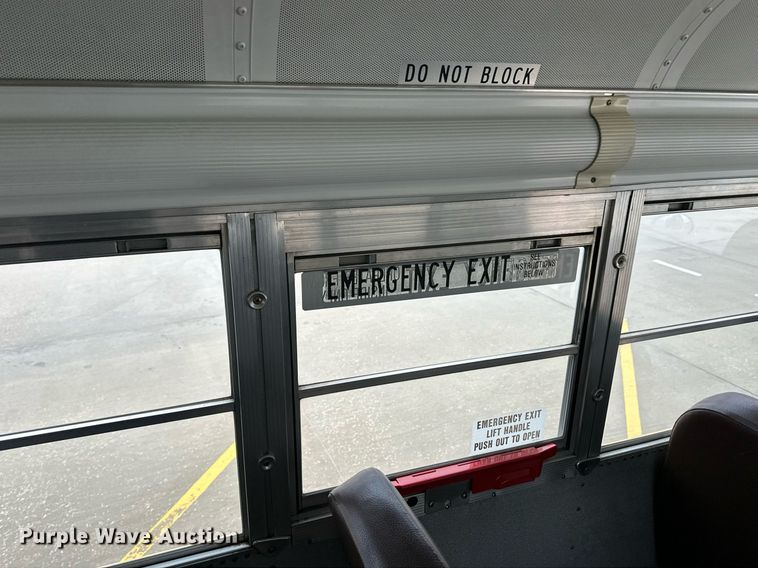 DO NOT BLOCK
EMERGENCY EXIT
SEE
INSTRUCTIONS
BELOW
EMERGENCY EXIT
LIFT HANDLE
PUSH OUT TO OPEN
Purple Wave Auction